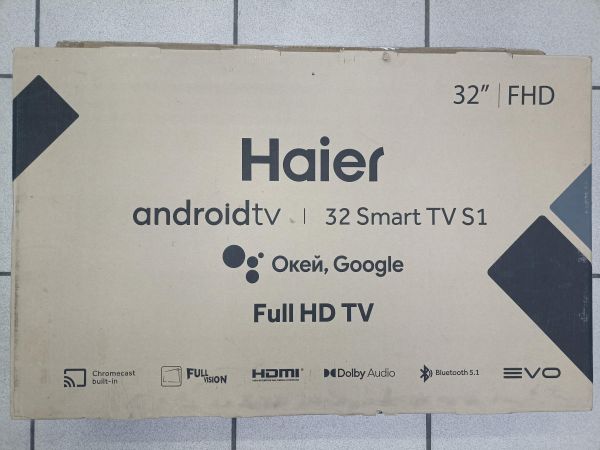 32" | FHD
Haier
androidtv | 32 Smart TV S1
Окей, Google
Full HD TV
Chromecast
built-in
FULL
VISION
HDMI
Dolby Audio
Bluetooth 5.1
EVO